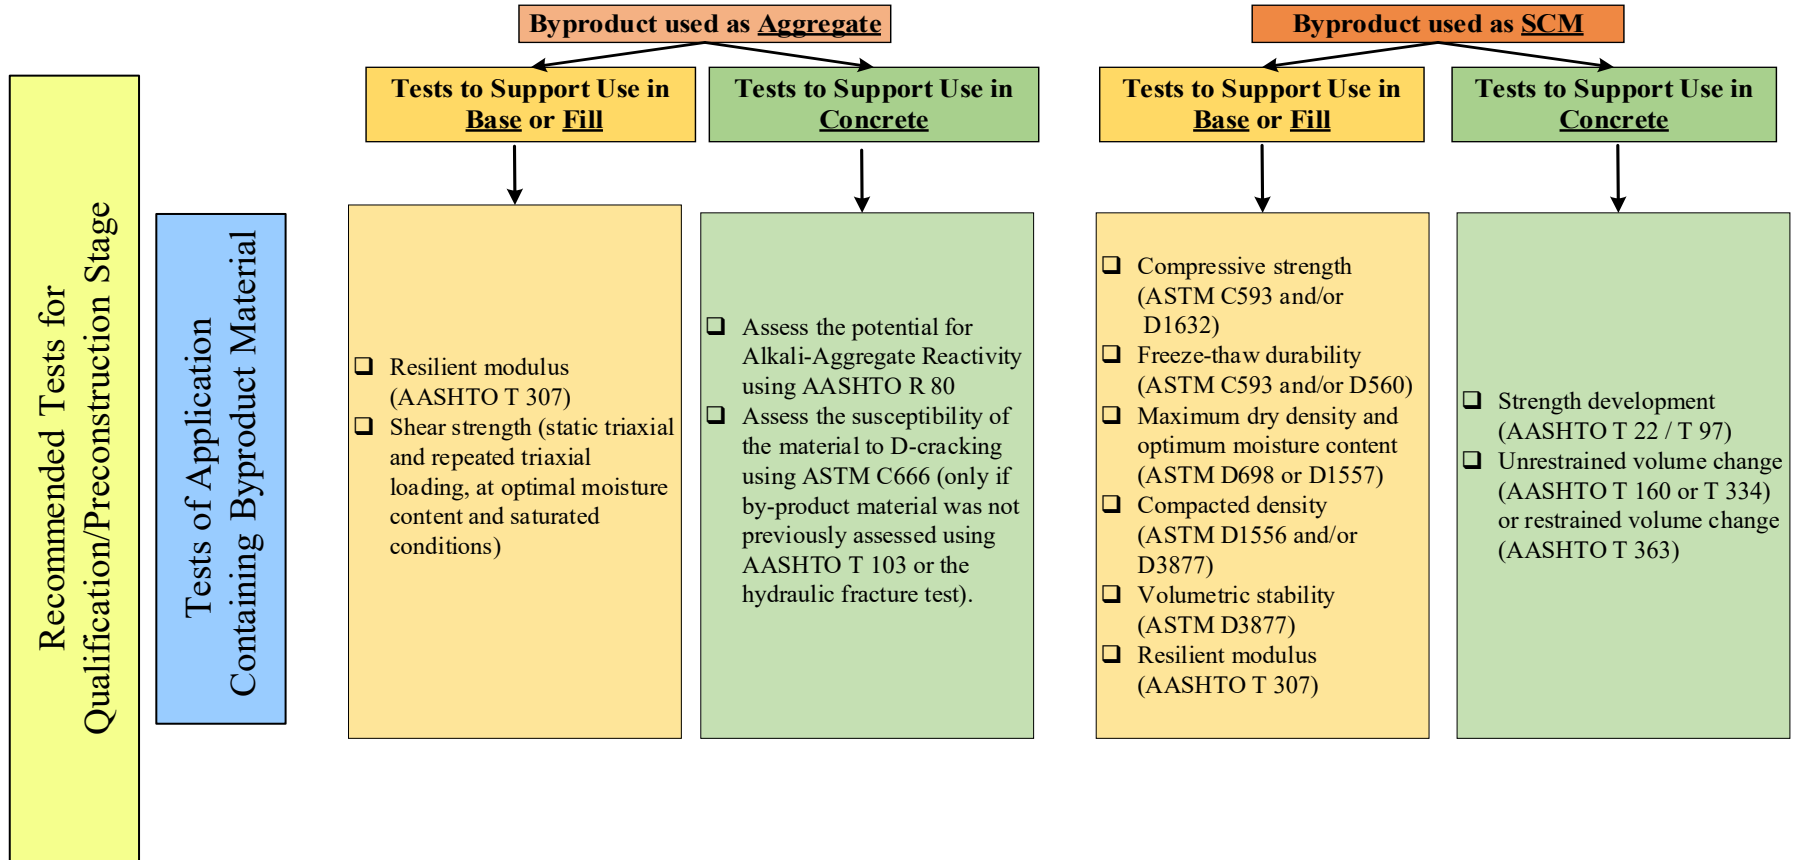 Byproduct used as Aggregate
Byproduct used as SCM
Tests to Support Use in
Base or Fill
Tests to Support Use in
Concrete
Tests to Support Use in
Base or Fill
Tests to Support Use in
Concrete
Recommended Tests for
Qualification/Preconstruction Stage
Tests of Application
Containing Byproduct Material
❑ Resilient modulus
(AASHTO T 307)
❑ Shear strength (static triaxial
and repeated triaxial
loading, at optimal moisture
content and saturated
conditions)
❑ Assess the potential for
Alkali-Aggregate Reactivity
using AASHTO R 80
❑ Assess the susceptibility of
the material to D-cracking
using ASTM C666 (only if
by-product material was not
previously assessed using
AASHTO T 103 or the
hydraulic fracture test).
❑ Compressive strength
(ASTM C593 and/or
D1632)
❑ Freeze-thaw durability
(ASTM C593 and/or D560)
❑ Maximum dry density and
optimum moisture content
(ASTM D698 or D1557)
❑ Compacted density
(ASTM D1556 and/or
D3877)
❑ Volumetric stability
(ASTM D3877)
❑ Resilient modulus
(AASHTO T 307)
❑ Strength development
(AASHTO T 22 / T 97)
❑ Unrestrained volume change
(AASHTO T 160 or T 334)
or restrained volume change
(AASHTO T 363)